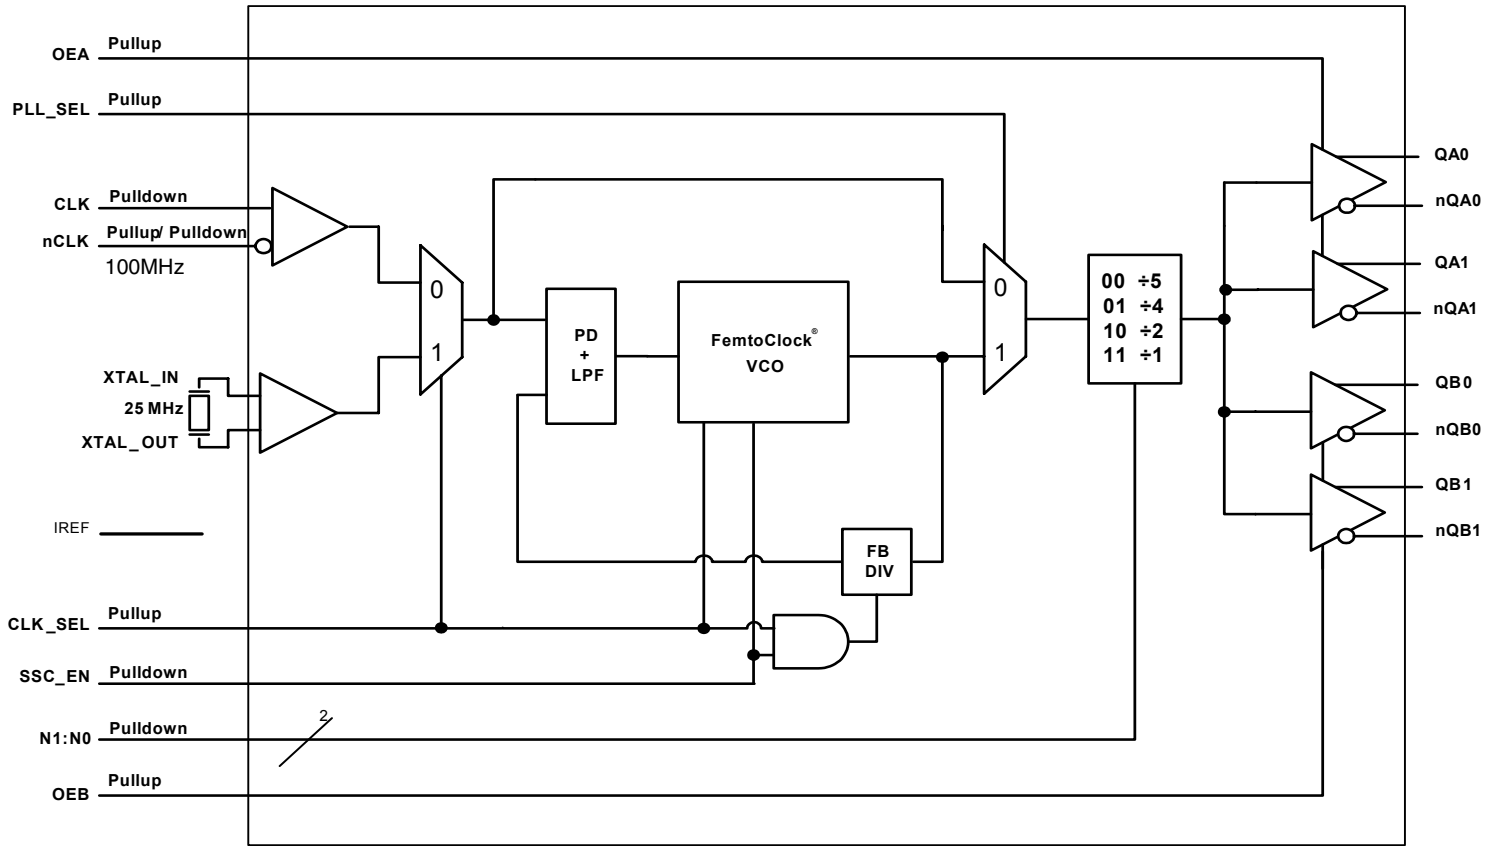 OEA Pullup
PLL_SEL Pullup
CLK Pulldown
nCLK Pullup/ Pulldown
100MHz
XTAL_IN
25 MHz
XTAL_OUT
IREF
CLK_SEL Pullup
SSC_EN Pulldown
N1:N0 Pulldown
2
OEB Pullup
0
1
PD
+
LPF
FemtoClock®
VCO
FB
DIV
0
1
00 ÷5
01 ÷4
10 ÷2
11 ÷1
QA0
nQA0
QA1
nQA1
QB0
nQB0
QB1
nQB1